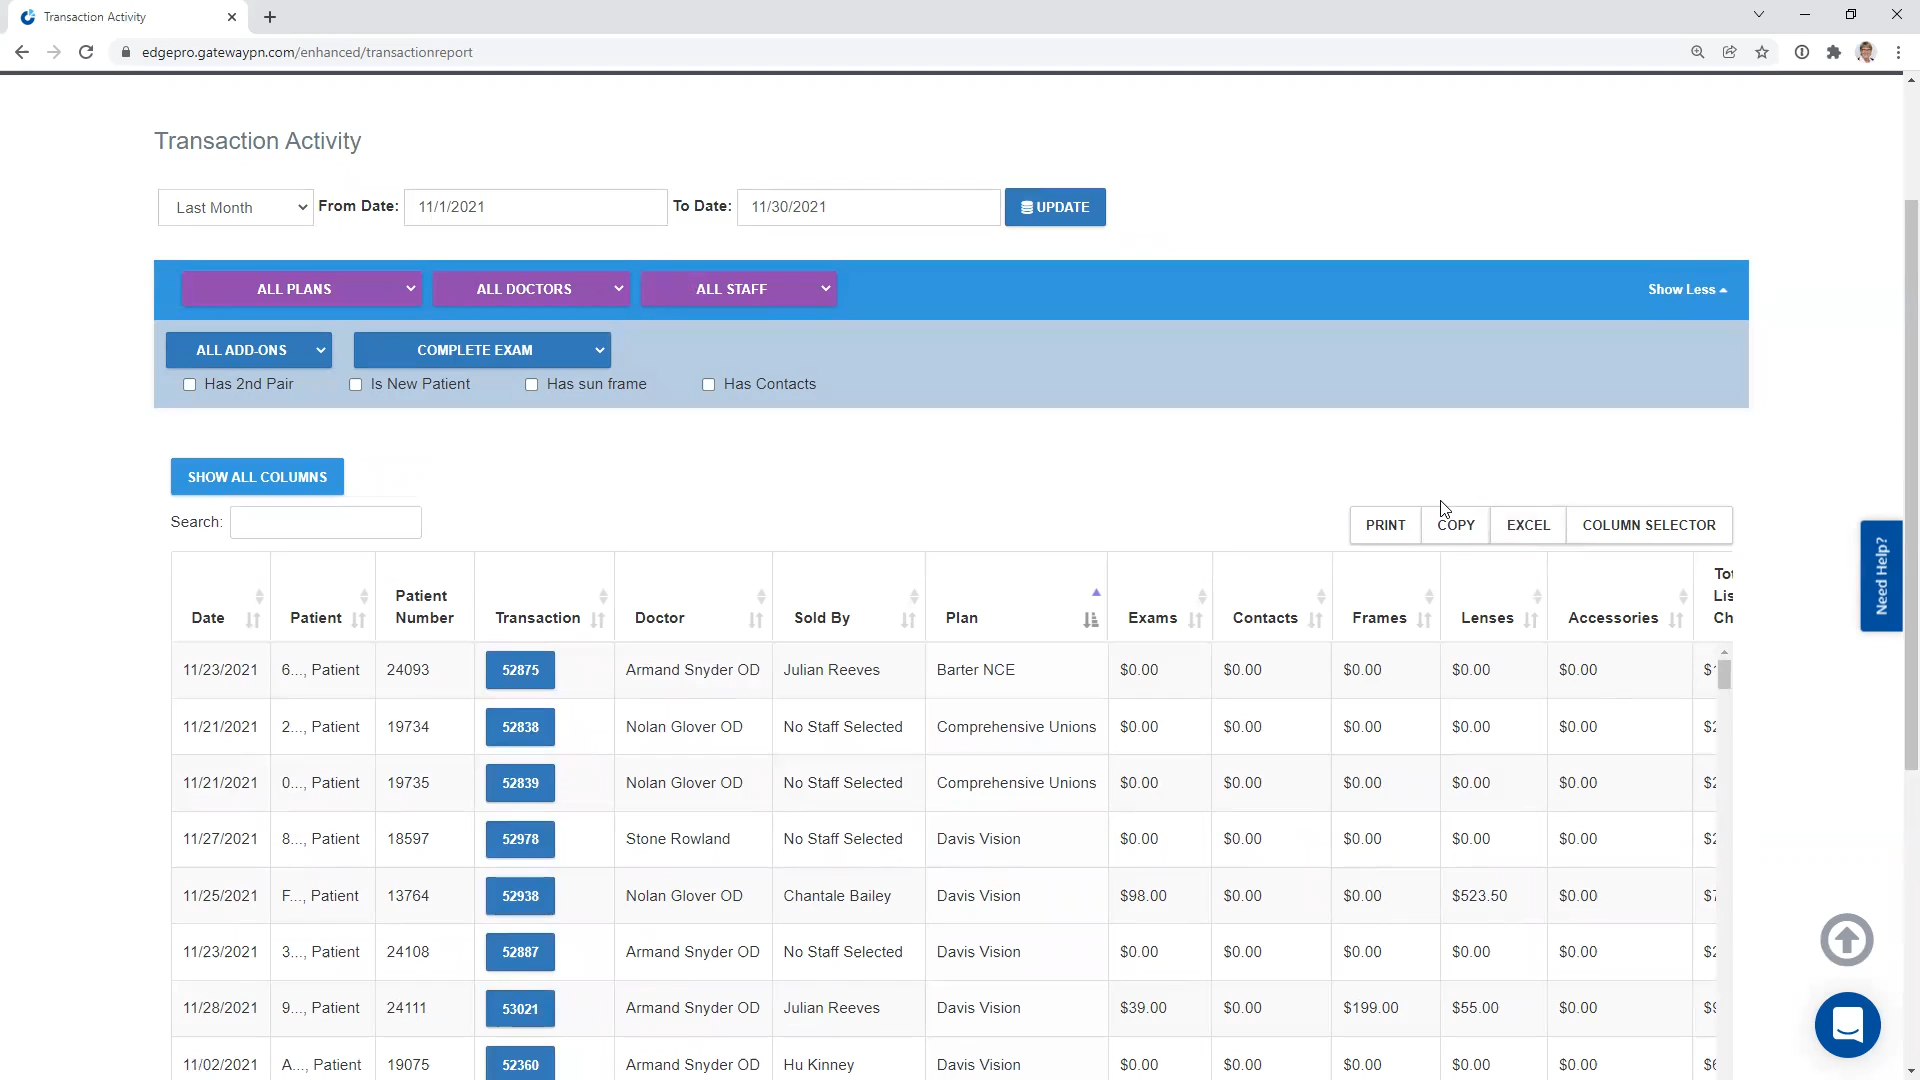 Transaction Activity
edgepro.gatewaypn.com/enhanced/transactionreport
Transaction Activity
Last Month From Date: 11/1/2021 To Date: 11/30/2021 UPDATE
ALL PLANS ALL DOCTORS ALL STAFF Show Less
ALL ADD-ONS COMPLETE EXAM
Has 2nd Pair Is New Patient Has sun frame Has Contacts
SHOW ALL COLUMNS
Search: PRINT COPY EXCEL COLUMN SELECTOR
Need Help?
Date Patient Patient Number Transaction Doctor Sold By Plan Exams Contacts Frames Lenses Accessories
11/23/2021 6..., Patient 24093 52875 Armand Snyder OD Julian Reeves Barter NCE $0.00 $0.00 $0.00 $0.00 $0.00
11/21/2021 2..., Patient 19734 52838 Nolan Glover OD No Staff Selected Comprehensive Unions $0.00 $0.00 $0.00 $0.00 $0.00
11/21/2021 0..., Patient 19735 52839 Nolan Glover OD No Staff Selected Comprehensive Unions $0.00 $0.00 $0.00 $0.00 $0.00
11/27/2021 8..., Patient 18597 52978 Stone Rowland No Staff Selected Davis Vision $0.00 $0.00 $0.00 $0.00 $0.00
11/25/2021 F..., Patient 13764 52938 Nolan Glover OD Chantale Bailey Davis Vision $98.00 $0.00 $0.00 $523.50 $0.00
11/23/2021 3..., Patient 24108 52887 Armand Snyder OD No Staff Selected Davis Vision $0.00 $0.00 $0.00 $0.00 $0.00
11/28/2021 9..., Patient 24111 53021 Armand Snyder OD Julian Reeves Davis Vision $39.00 $0.00 $199.00 $55.00 $0.00
11/02/2021 A..., Patient 19075 52360 Armand Snyder OD Hu Kinney Davis Vision $0.00 $0.00 $0.00 $0.00 $0.00